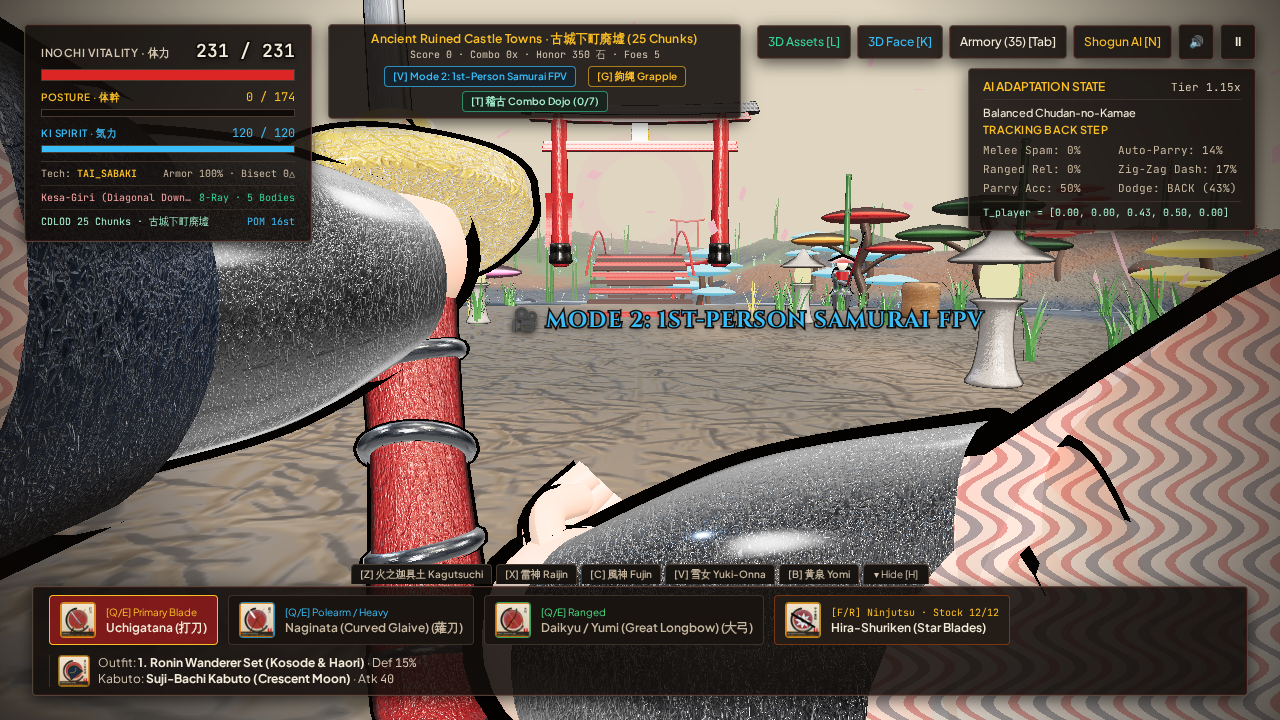 INOCHI VITALITY · 体力 231 / 231
POSTURE · 体幹 0 / 174
KI SPIRIT · 気力 120 / 120
Tech: TAI_SABAKI Armor 100% · Bisect 0△
Kesa-Giri (Diagonal Down… 8-Ray · 5 Bodies
CDLOD 25 Chunks · 古城下町廃墟 POM 16st
Ancient Ruined Castle Towns · 古城下町廃墟 (25 Chunks)
Score 0 · Combo 0x · Honor 350 石 · Foes 5
[V] Mode 2: 1st-Person Samurai FPV
[G] 鉤縄 Grapple
[T] 稽古 Combo Dojo (0/7)
3D Assets [L]
3D Face [K]
Armory (35) [Tab]
Shogun AI [N]
AI ADAPTATION STATE Tier 1.15x
Balanced Chudan-no-Kamae
TRACKING BACK STEP
Melee Spam: 0% Auto-Parry: 14%
Ranged Rel: 0% Zig-Zag Dash: 17%
Parry Acc: 50% Dodge: BACK (43%)
T_player = [0.00, 0.00, 0.43, 0.50, 0.00]
MODE 2: 1ST-PERSON SAMURAI FPV
[Z] 火之迦具土 Kagutsuchi
[X] 雷神 Raijin
[C] 風神 Fujin
[V] 雪女 Yuki-Onna
[B] 黄泉 Yomi
▾ Hide [H]
[Q/E] Primary Blade
Uchigatana (打刀)
[Q/E] Polearm / Heavy
Naginata (Curved Glaive) (薙刀)
[Q/E] Ranged
Daikyu / Yumi (Great Longbow) (大弓)
[F/R] Ninjutsu · Stock 12/12
Hira-Shuriken (Star Blades)
Outfit: 1. Ronin Wanderer Set (Kosode & Haori) · Def 15%
Kabuto: Suji-Bachi Kabuto (Crescent Moon) · Atk 40